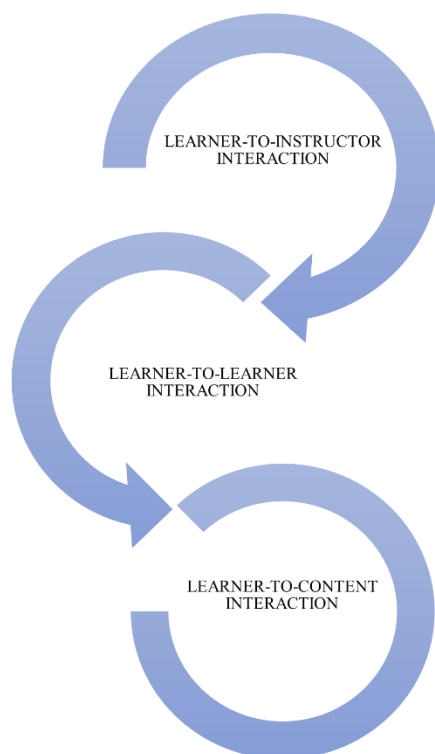 LEARNER-TO-INSTRUCTOR
INTERACTION
LEARNER-TO-LEARNER
INTERACTION
LEARNER-TO-CONTENT
INTERACTION